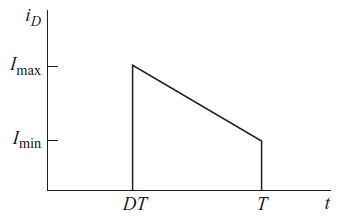 i_D
I_max
I_min
DT T t